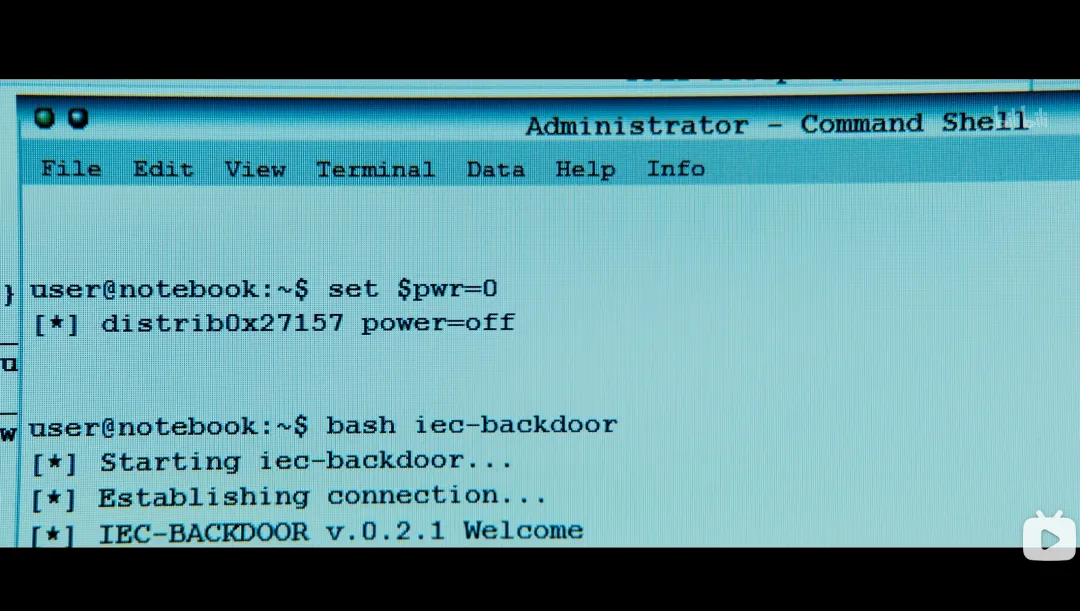 Administrator - Command Shell
File Edit View Terminal Data Help Info
user@notebook:~$ set $pwr=0
[*] distrib0x27157 power=off
user@notebook:~$ bash iec-backdoor
[*] Starting iec-backdoor...
[*] Establishing connection...
[*] IEC-BACKDOOR v.0.2.1 Welcome
}
u
w